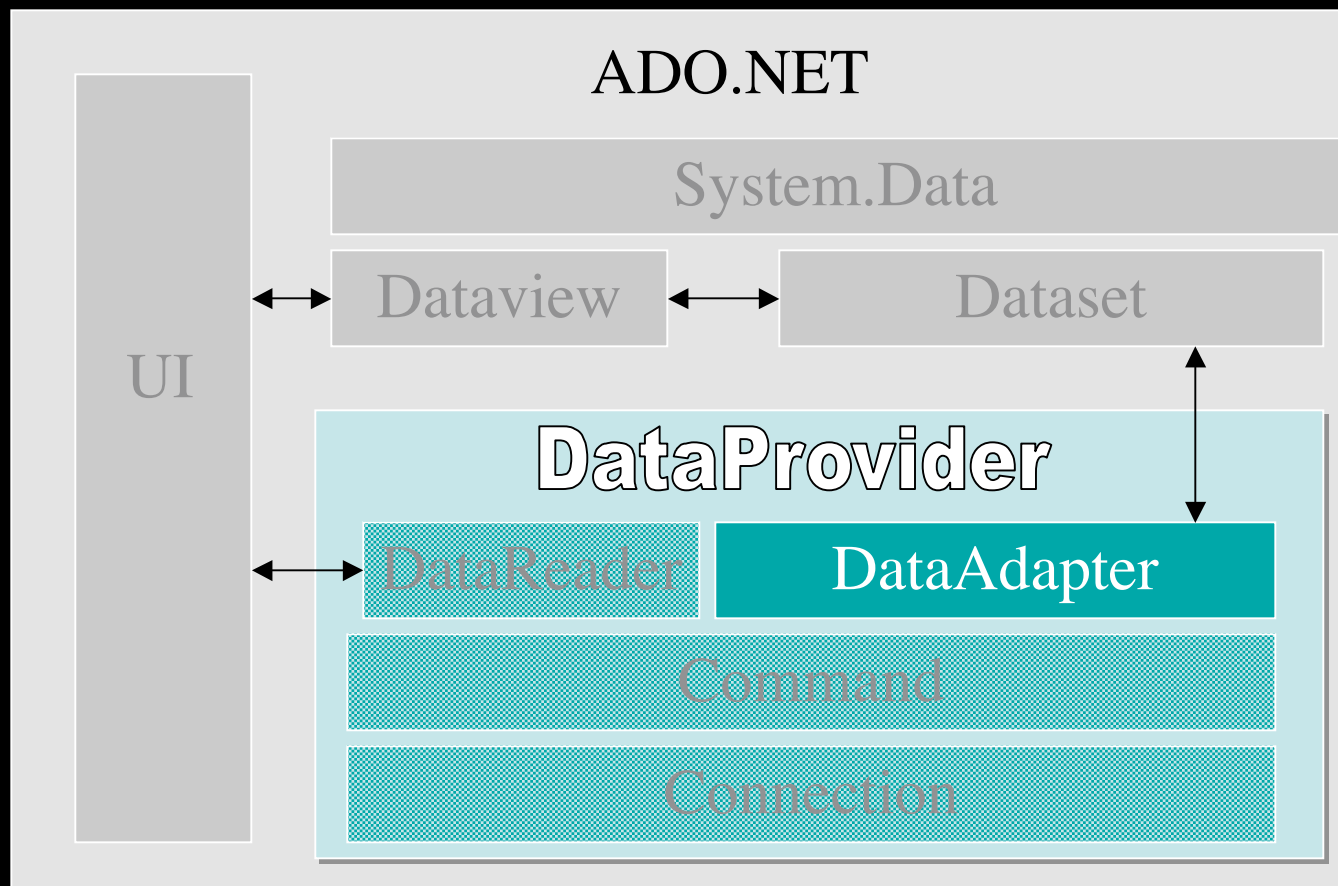 ADO.NET
System.Data
Dataview
Dataset
UI
DataProvider
DataReader
DataAdapter
Command
Connection